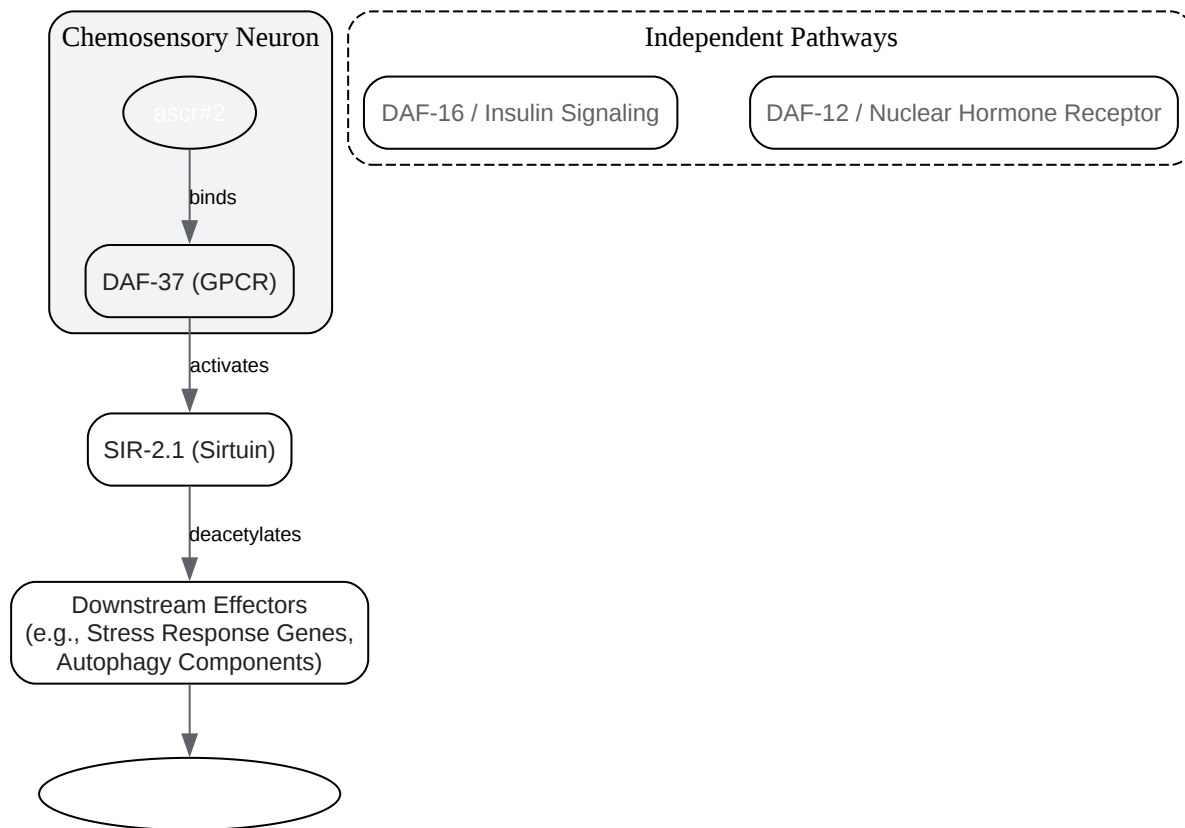 Chemosensory Neuron
Independent Pathways
ascr#2
DAF-16 / Insulin Signaling
DAF-12 / Nuclear Hormone Receptor
binds
DAF-37 (GPCR)
activates
SIR-2.1 (Sirtuin)
deacetylates
Downstream Effectors
(e.g., Stress Response Genes,
Autophagy Components)